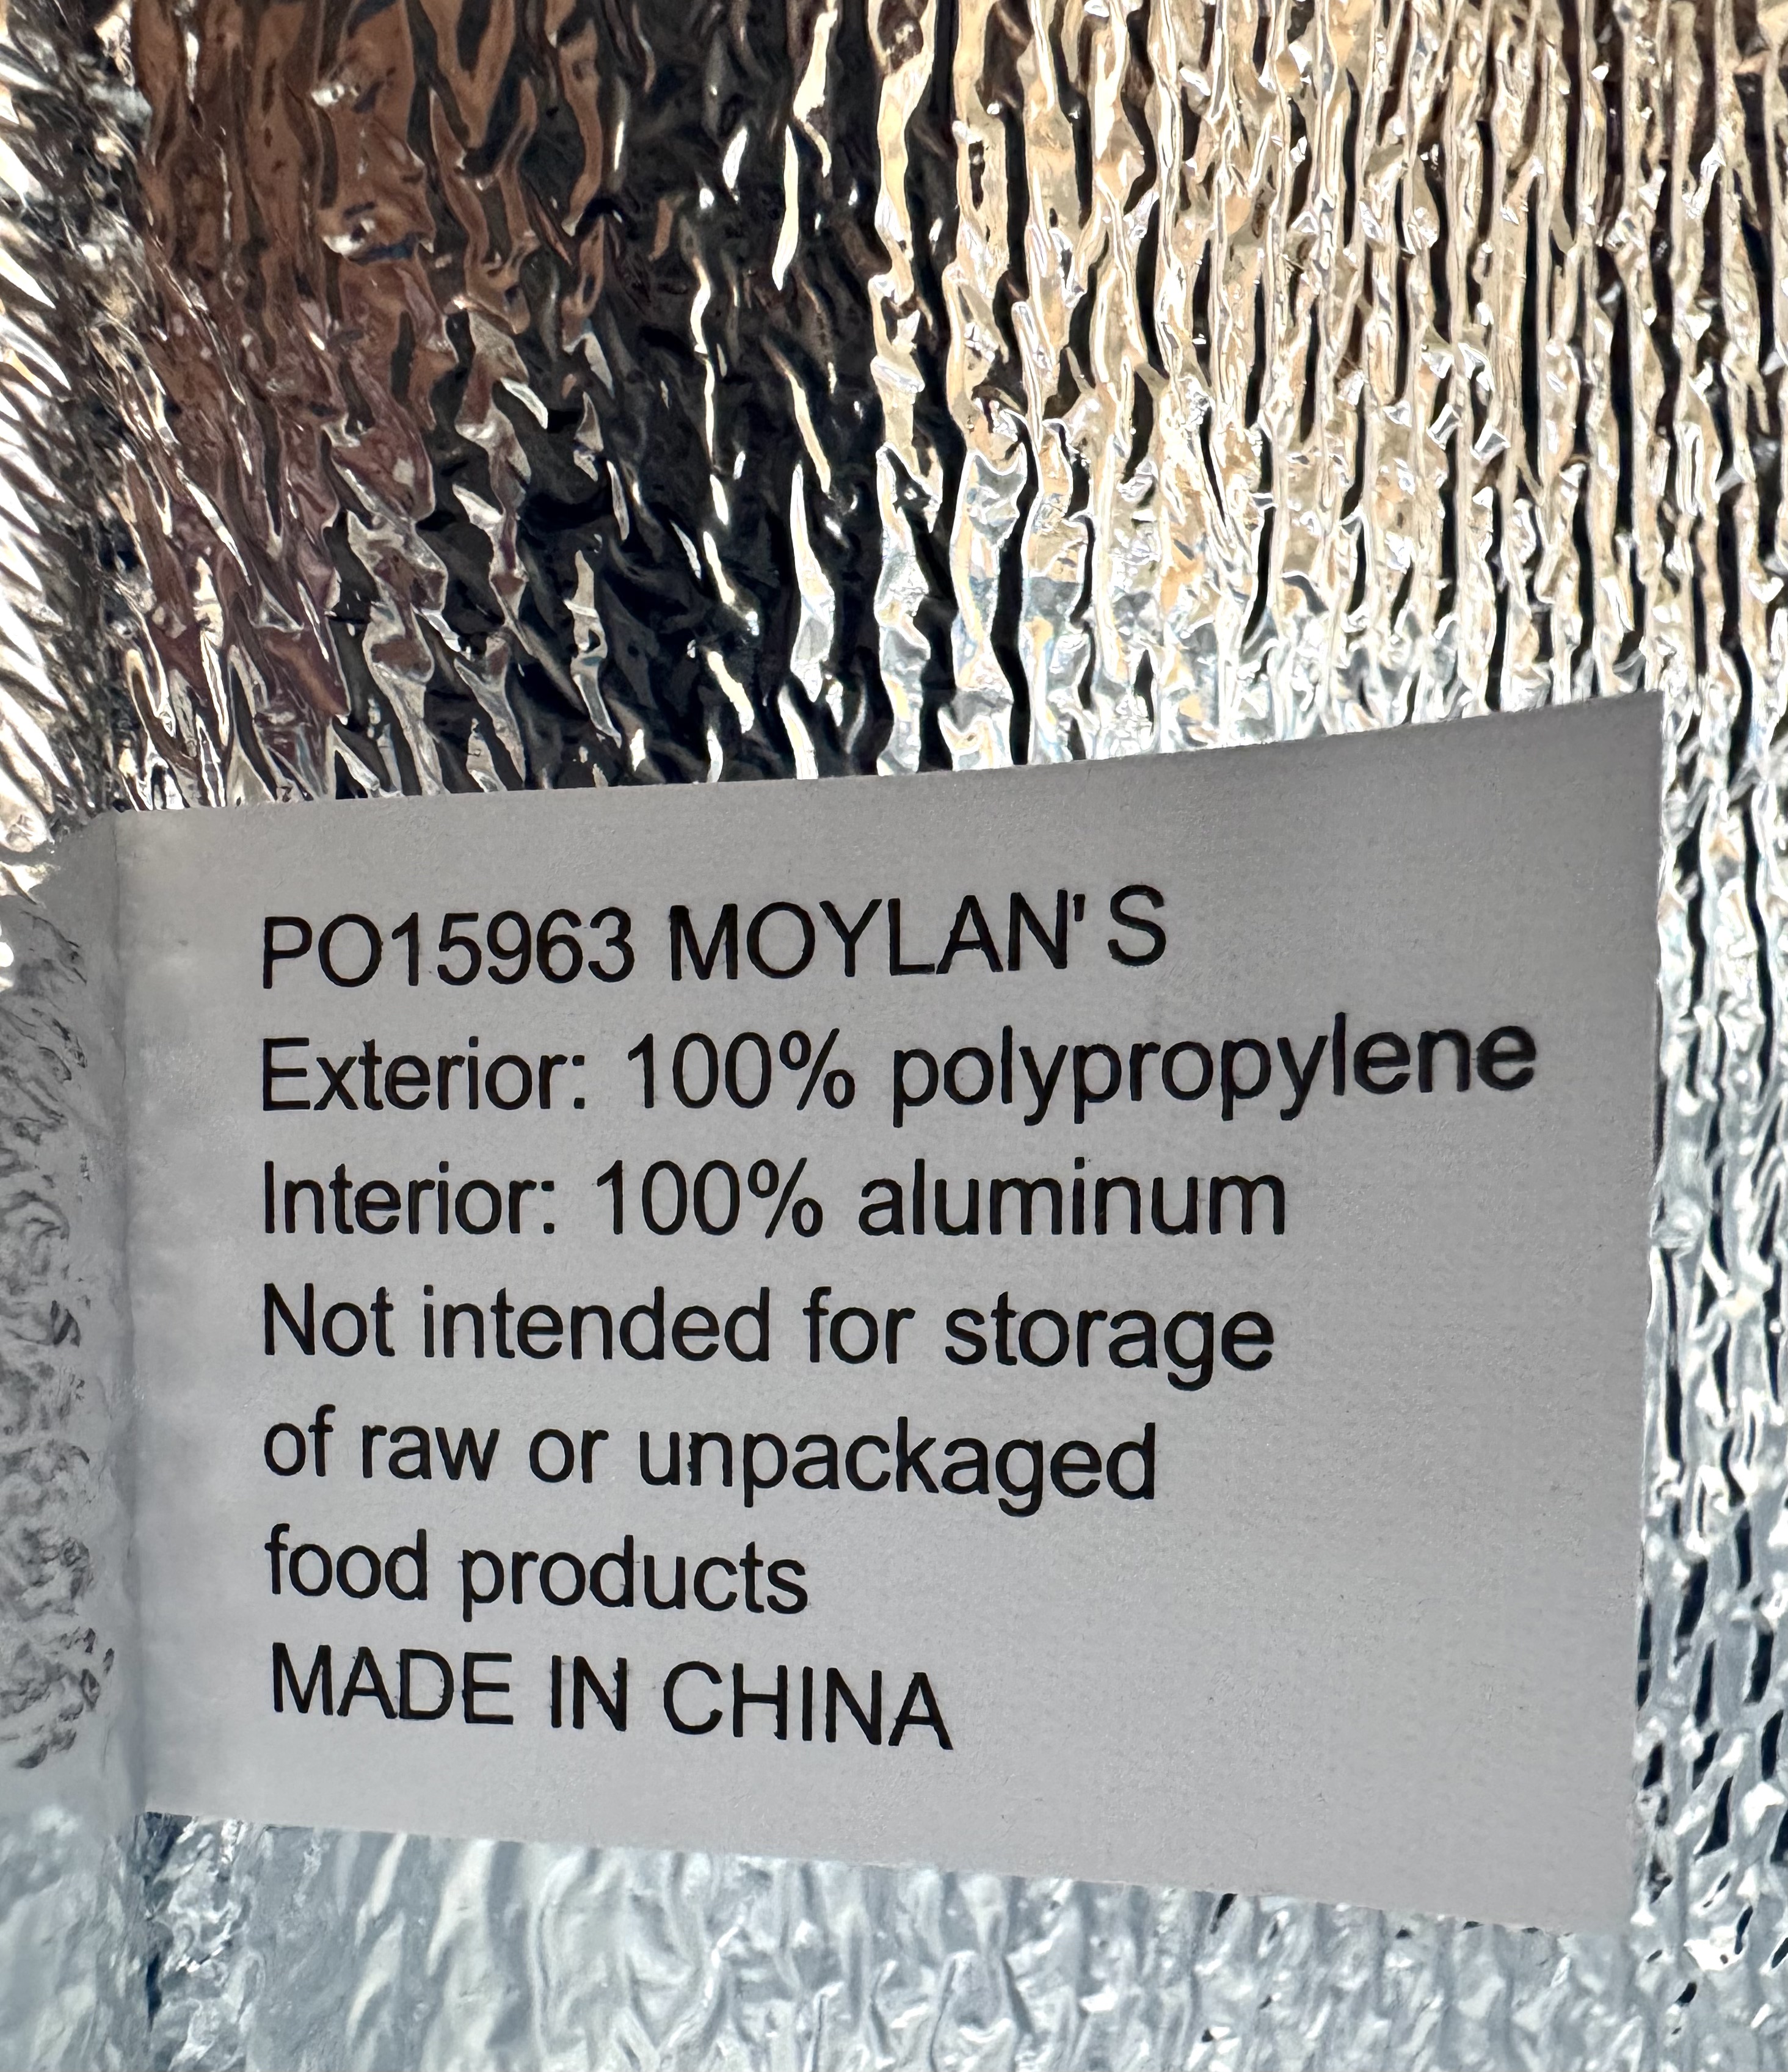 PO15963 MOYLAN'S
Exterior: 100% polypropylene
Interior: 100% aluminum
Not intended for storage
of raw or unpackaged
food products
MADE IN CHINA